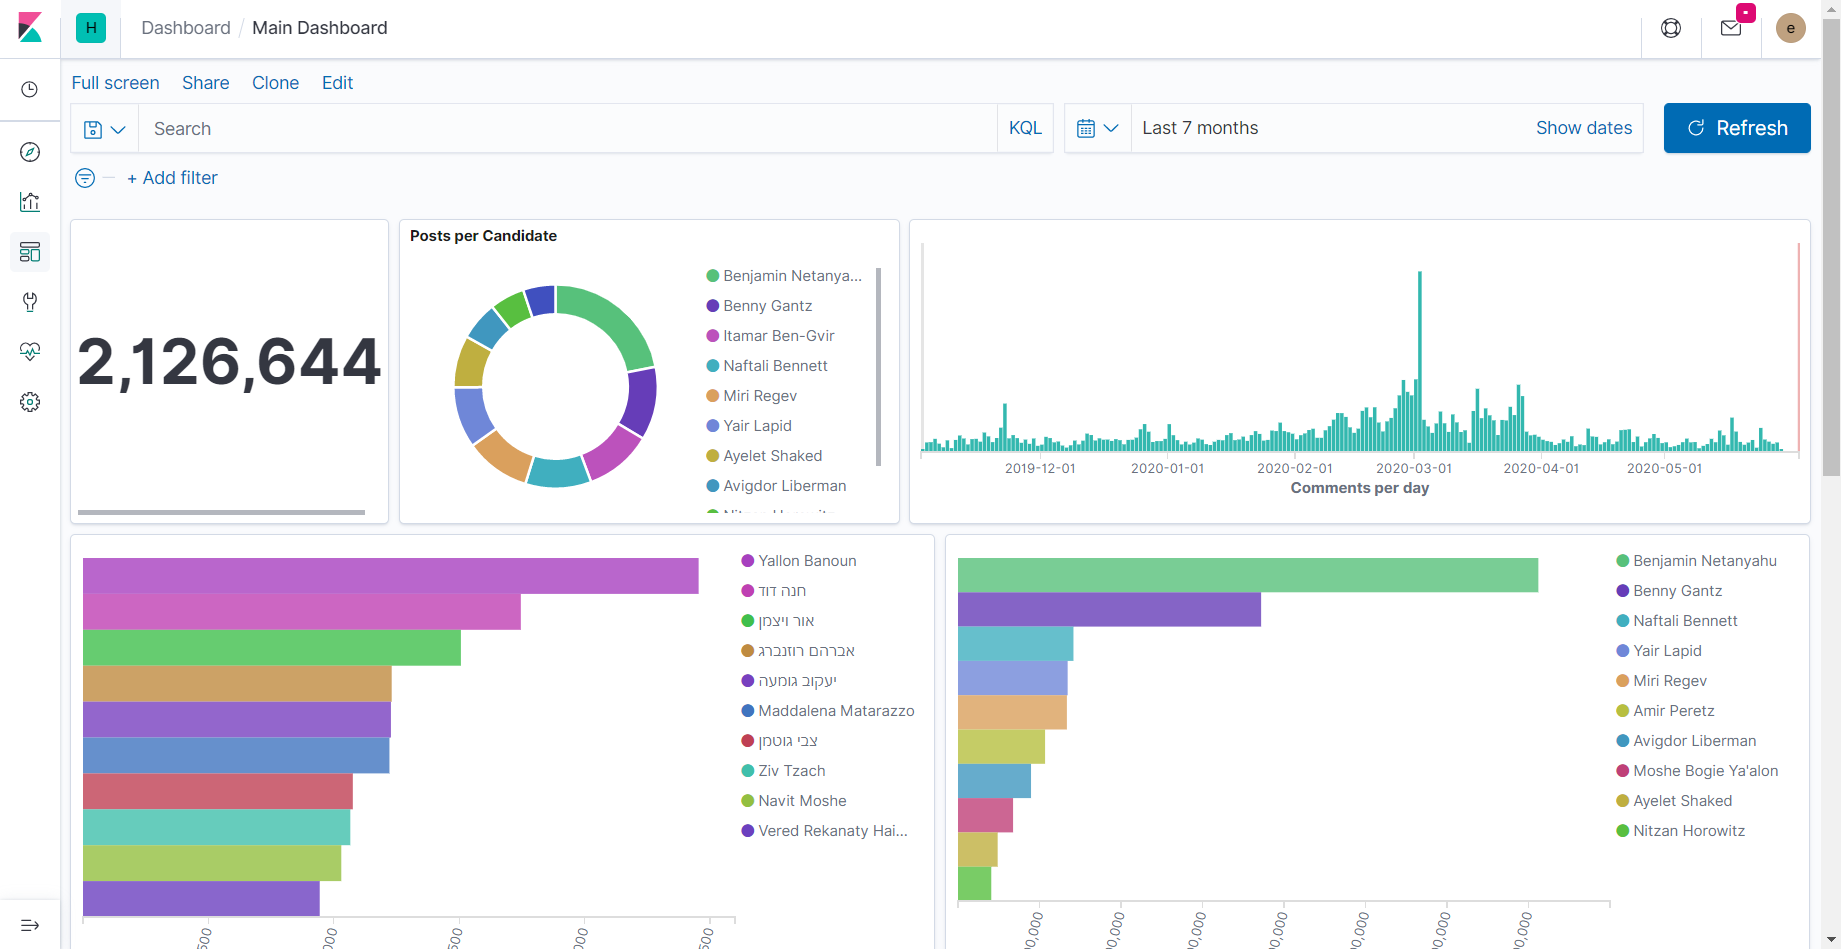 H
Dashboard / Main Dashboard
e
Full screen Share Clone Edit
Search
KQL
Last 7 months
Show dates
Refresh
+ Add filter
2,126,644
Posts per Candidate
Benjamin Netanya...
Benny Gantz
Itamar Ben-Gvir
Naftali Bennett
Miri Regev
Yair Lapid
Ayelet Shaked
Avigdor Liberman
2019-12-01 2020-01-01 2020-02-01 2020-03-01 2020-04-01 2020-05-01
Comments per day
Yallon Banoun
חנה דוד
אור ויצמן
אברהם רוזנברג
יעקוב גומעה
Maddalena Matarazzo
צבי גוטמן
Ziv Tzach
Navit Moshe
Vered Rekanaty Hai...
Benjamin Netanyahu
Benny Gantz
Naftali Bennett
Yair Lapid
Miri Regev
Amir Peretz
Avigdor Liberman
Moshe Bogie Ya'alon
Ayelet Shaked
Nitzan Horowitz